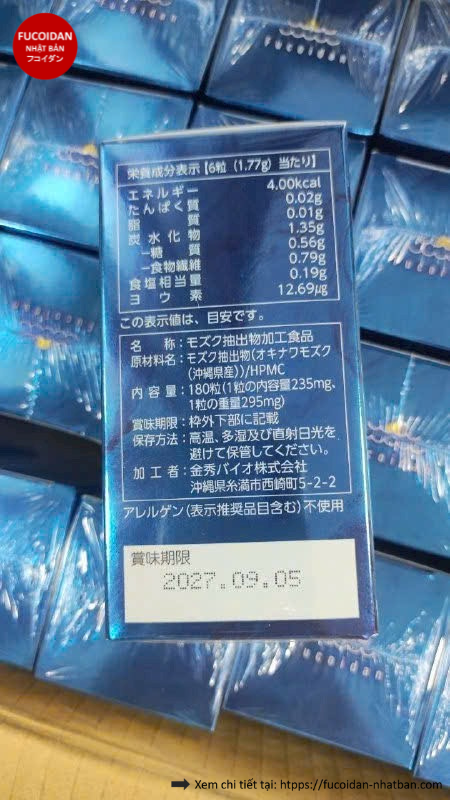 FUCOIDAN
NHẬT BẢN
フコイダン
栄養成分表示【6粒（1.77g）当たり】
エネルギー 4.00kcal
たんぱく質 0.02g
脂質 0.01g
炭水化物 1.35g
−糖質 0.56g
−食物繊維 0.79g
食塩相当量 0.19g
ヨウ素 12.69μg
この表示値は、目安です。
名称：モズク抽出物加工食品
原材料名：モズク抽出物(オキナワモズク
(沖縄県産))/HPMC
内容量：180粒(1粒の内容量235mg、
1粒の重量295mg)
賞味期限：枠外下部に記載
保存方法：高温、多湿及び直射日光を
避けて保管してください。
加工者：金秀バイオ株式会社
沖縄県糸満市西崎町5-2-2
アレルゲン(表示推奨品目含む)不使用
賞味期限
2027.09.05
Xem chi tiết tại: htpps://fucoidan-nhatban.com